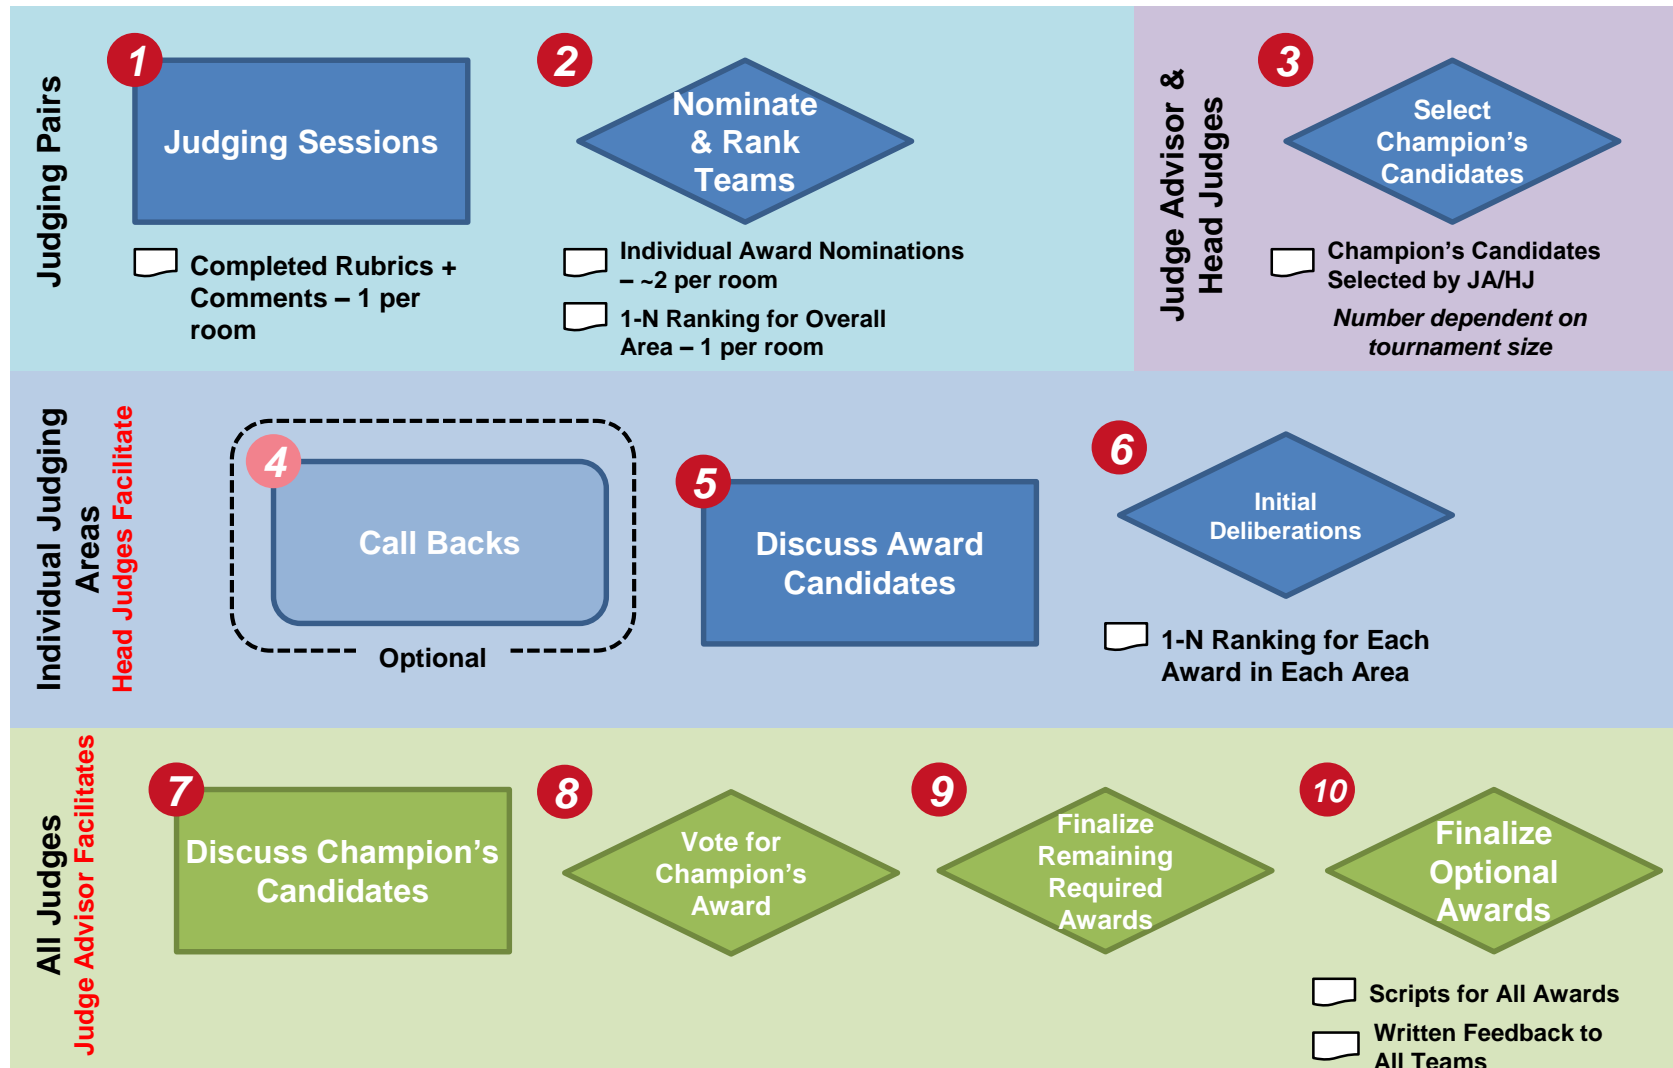 Judging Pairs
1
Judging Sessions
Completed Rubrics +
Comments – 1 per
room
2
Nominate
& Rank
Teams
Individual Award Nominations
– ~2 per room
1-N Ranking for Overall
Area – 1 per room
Judge Advisor &
Head Judges
3
Select
Champion's
Candidates
Champion's Candidates
Selected by JA/HJ
Number dependent on
tournament size
Individual Judging
Areas
Head Judges Facilitate
4
Call Backs
Optional
5
Discuss Award
Candidates
6
Initial
Deliberations
1-N Ranking for Each
Award in Each Area
All Judges
Judge Advisor Facilitates
7
Discuss Champion's
Candidates
8
Vote for
Champion's
Award
9
Finalize
Remaining
Required
Awards
10
Finalize
Optional
Awards
Scripts for All Awards
Written Feedback to
All Teams